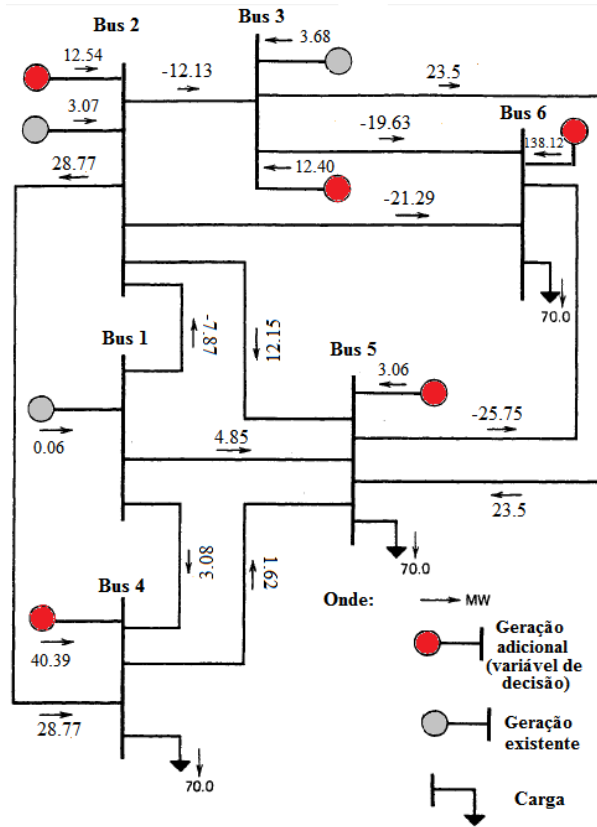 Bus 3
Bus 2
3.68
12.54
-12.13
23.5
Bus 6
3.07
-19.63
138.12
28.77
12.40
-21.29
70.0
Bus 1
-7.87
12.15
Bus 5
3.06
0.06
4.85
-25.75
23.5
3.08
1.62
70.0
Bus 4
Onde:
MW
40.39
Geração
adicional
(variável de
decisão)
28.77
Geração
existente
70.0
Carga